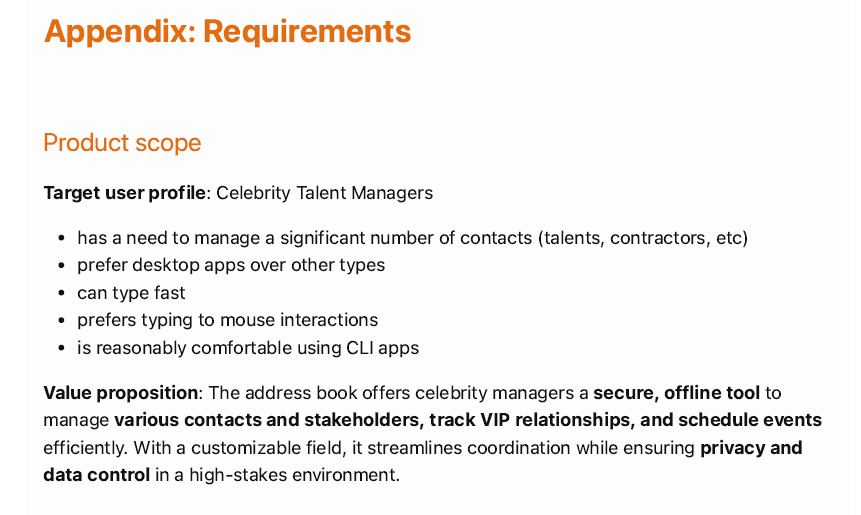 Appendix: Requirements
Product scope
Target user profile: Celebrity Talent Managers
• has a need to manage a significant number of contacts (talents, contractors, etc)
• prefer desktop apps over other types
• can type fast
• prefers typing to mouse interactions
• is reasonably comfortable using CLI apps
Value proposition: The address book offers celebrity managers a secure, offline tool to
manage various contacts and stakeholders, track VIP relationships, and schedule events
efficiently. With a customizable field, it streamlines coordination while ensuring privacy and
data control in a high-stakes environment.